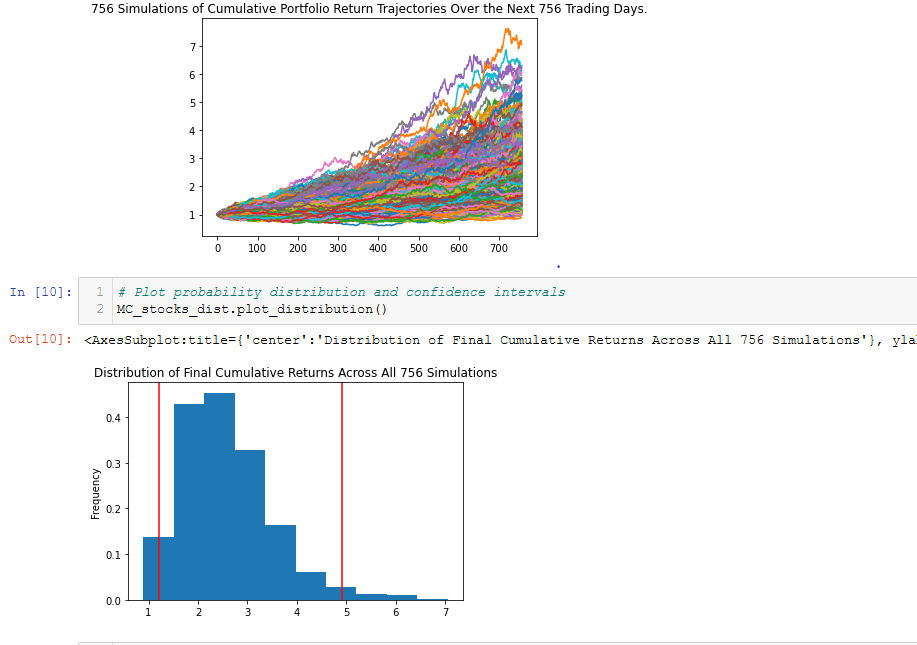 756 Simulations of Cumulative Portfolio Return Trajectories Over the Next 756 Trading Days.
7
6
5
4
3
2
1
0 100 200 300 400 500 600 700
In [10]:
1 # Plot probability distribution and confidence intervals
2 MC_stocks_dist.plot_distribution()
Out[10]: <AxesSubplot:title={'center':'Distribution of Final Cumulative Returns Across All 756 Simulations'}, yla
Distribution of Final Cumulative Returns Across All 756 Simulations
Frequency
0.4
0.3
0.2
0.1
0.0
1 2 3 4 5 6 7